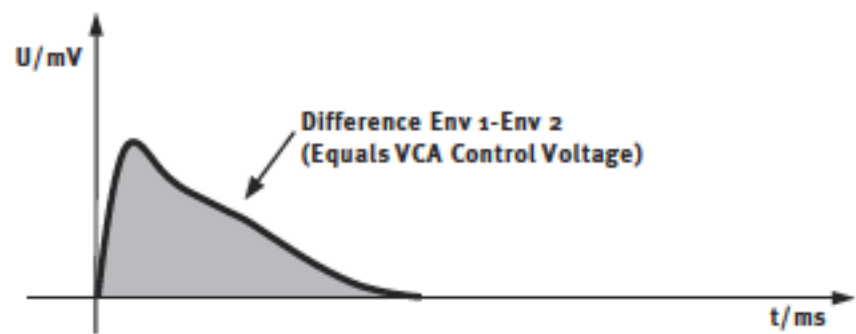 U/mV
Difference Env 1-Env 2
(Equals VCA Control Voltage)
t/ms